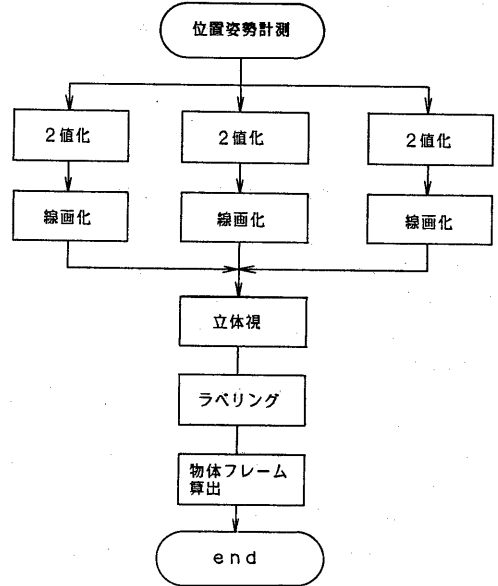 位置姿勢計測
2値化
2値化
2値化
線画化
線画化
線画化
立体視
ラベリング
物体フレーム
算出
end